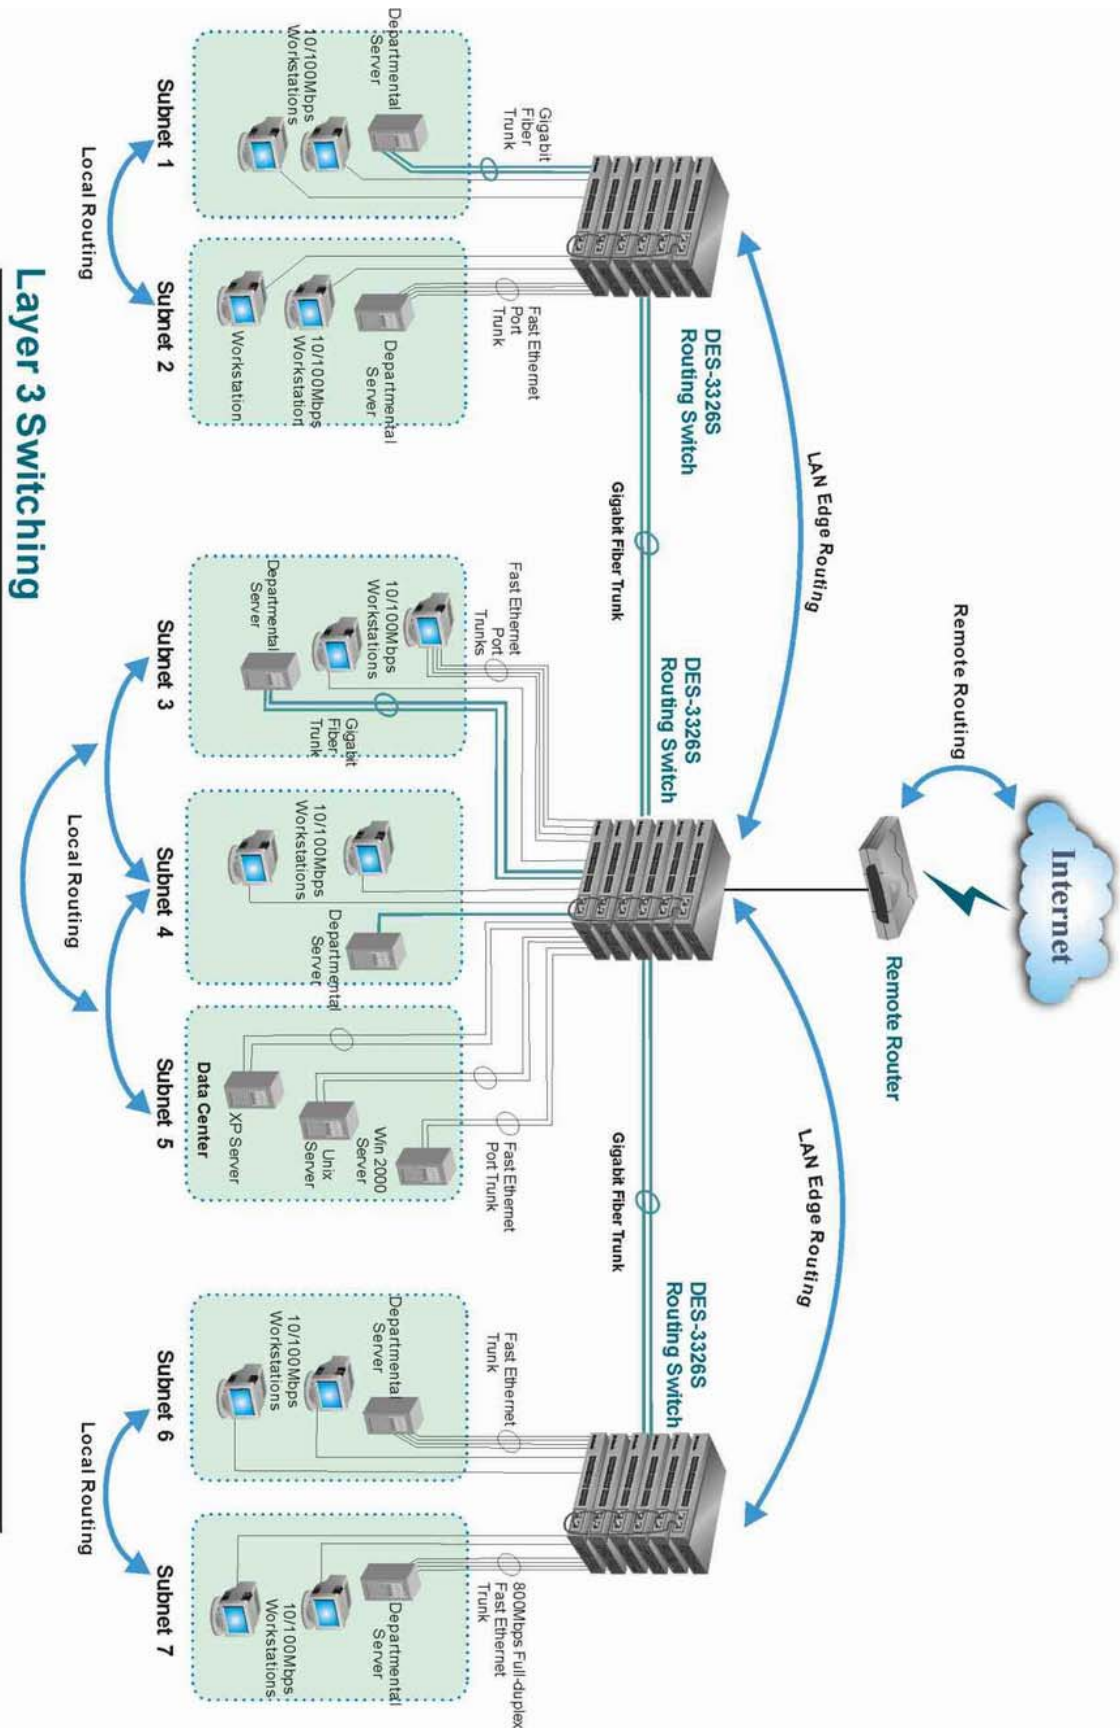 Internet
Remote Routing
Remote Router
LAN Edge Routing
LAN Edge Routing
DES-3326S
Routing Switch
DES-3326S
Routing Switch
DES-3326S
Routing Switch
Gigabit Fiber Trunk
Gigabit Fiber Trunk
Gigabit
Fiber
Trunk
Departmental
Server
10/100Mbps
Workstations
Subnet 1
Fast Ethernet
Port
Trunk
Departmental
Server
10/100Mbps
Workstation
Workstation
Subnet 2
Local Routing
Fast Ethernet
Port
Trunks
10/100Mbps
Workstations
Gigabit
Fiber
Trunk
Departmental
Server
Subnet 3
10/100Mbps
Workstations
Departmental
Server
Subnet 4
Fast Ethernet
Port Trunk
Win 2000
Server
Unix
Server
XP Server
Data Center
Subnet 5
Local Routing
Fast Ethernet
Trunk
Departmental
Server
10/100Mbps
Workstations
Subnet 6
800Mbps Full-duplex
Fast Ethernet
Trunk
Departmental
Server
10/100Mbps
Workstations
Subnet 7
Local Routing
Layer 3 Switching